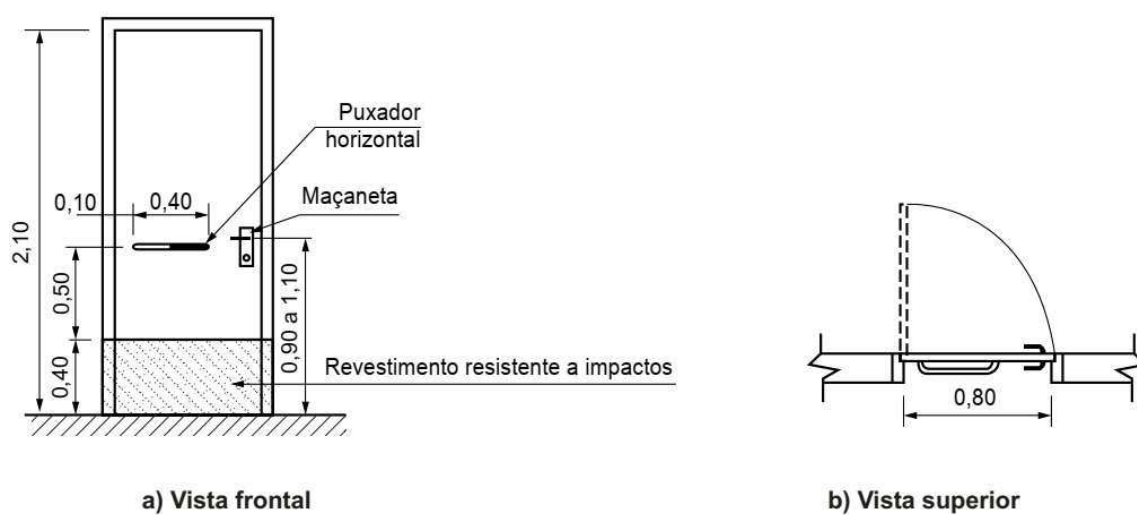 Puxador
horizontal
0,10
0,40
Maçaneta
2,10
0,50
0,90 a 1,10
0,40
Revestimento resistente a impactos
0,80
a) Vista frontal
b) Vista superior